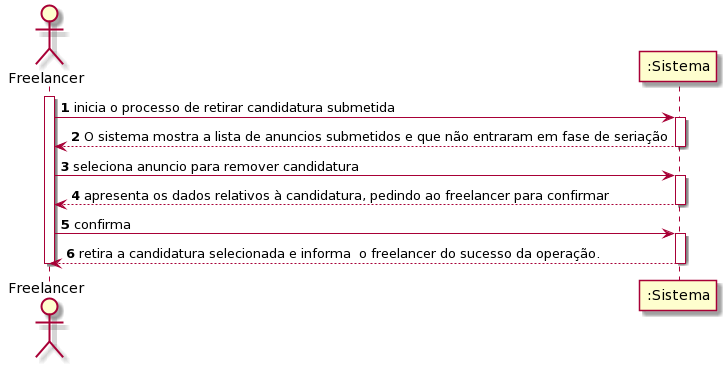 Freelancer
:Sistema
1 inicia o processo de retirar candidatura submetida
2 O sistema mostra a lista de anuncios submetidos e que não entraram em fase de seriação
3 seleciona anuncio para remover candidatura
4 apresenta os dados relativos à candidatura, pedindo ao freelancer para confirmar
5 confirma
6 retira a candidatura selecionada e informa  o freelancer do sucesso da operação.
Freelancer
:Sistema